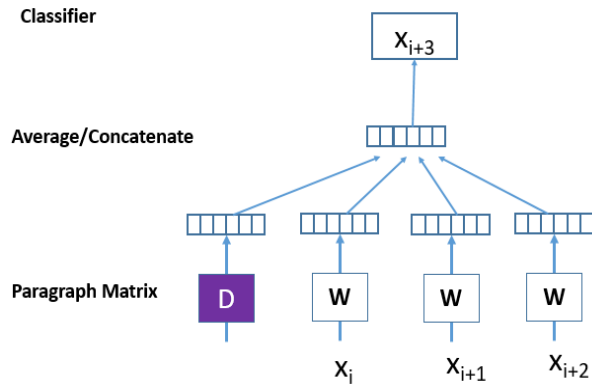 Classifier
X_{i+3}
Average/Concatenate
Paragraph Matrix
D
W
W
W
X_i
X_{i+1}
X_{i+2}